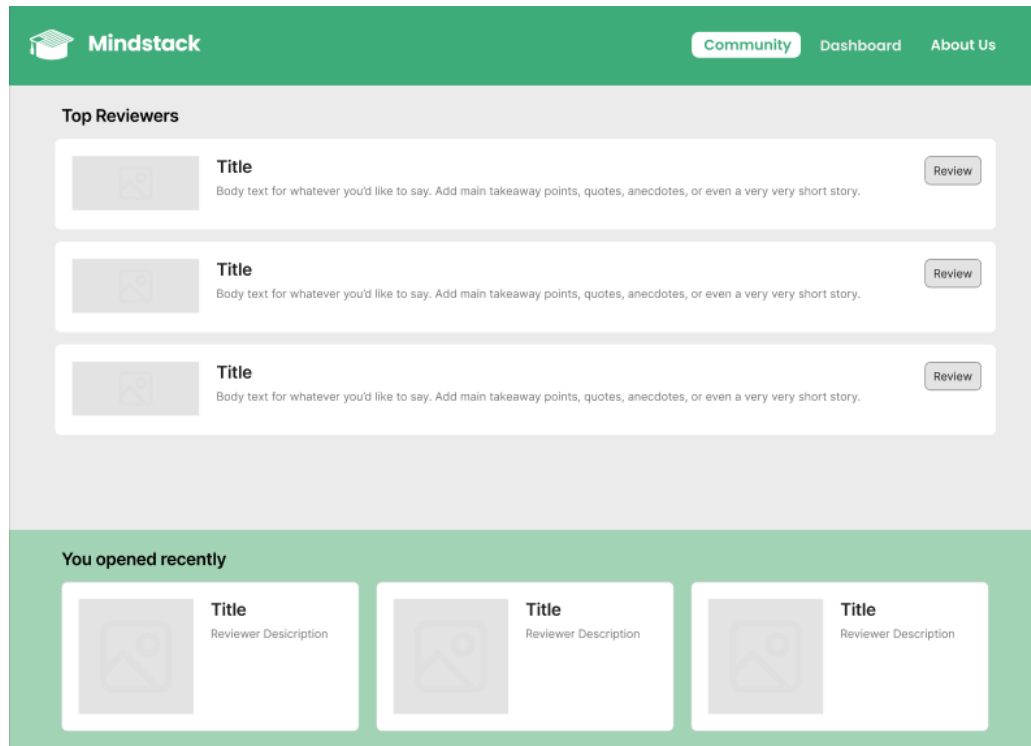 Mindstack
Community Dashboard About Us
Top Reviewers
Title
Body text for whatever you'd like to say. Add main takeaway points, quotes, anecdotes, or even a very very short story.
Review
Title
Body text for whatever you'd like to say. Add main takeaway points, quotes, anecdotes, or even a very very short story.
Review
Title
Body text for whatever you'd like to say. Add main takeaway points, quotes, anecdotes, or even a very very short story.
Review
You opened recently
Title
Reviewer Desicription
Title
Reviewer Description
Title
Reviewer Description